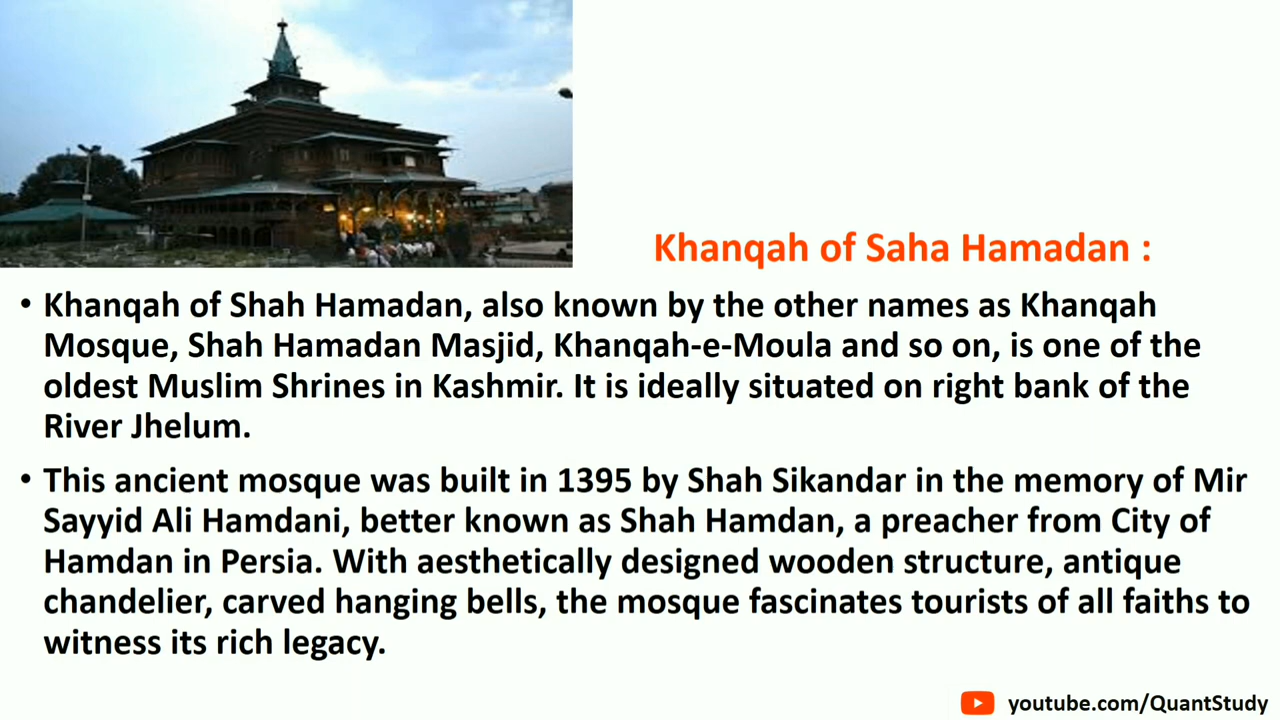 Khanqah of Saha Hamadan :
• Khanqah of Shah Hamadan, also known by the other names as Khanqah
Mosque, Shah Hamadan Masjid, Khanqah-e-Moula and so on, is one of the
oldest Muslim Shrines in Kashmir. It is ideally situated on right bank of the
River Jhelum.
• This ancient mosque was built in 1395 by Shah Sikandar in the memory of Mir
Sayyid Ali Hamdani, better known as Shah Hamdan, a preacher from City of
Hamdan in Persia. With aesthetically designed wooden structure, antique
chandelier, carved hanging bells, the mosque fascinates tourists of all faiths to
witness its rich legacy.
youtube.com/QuantStudy